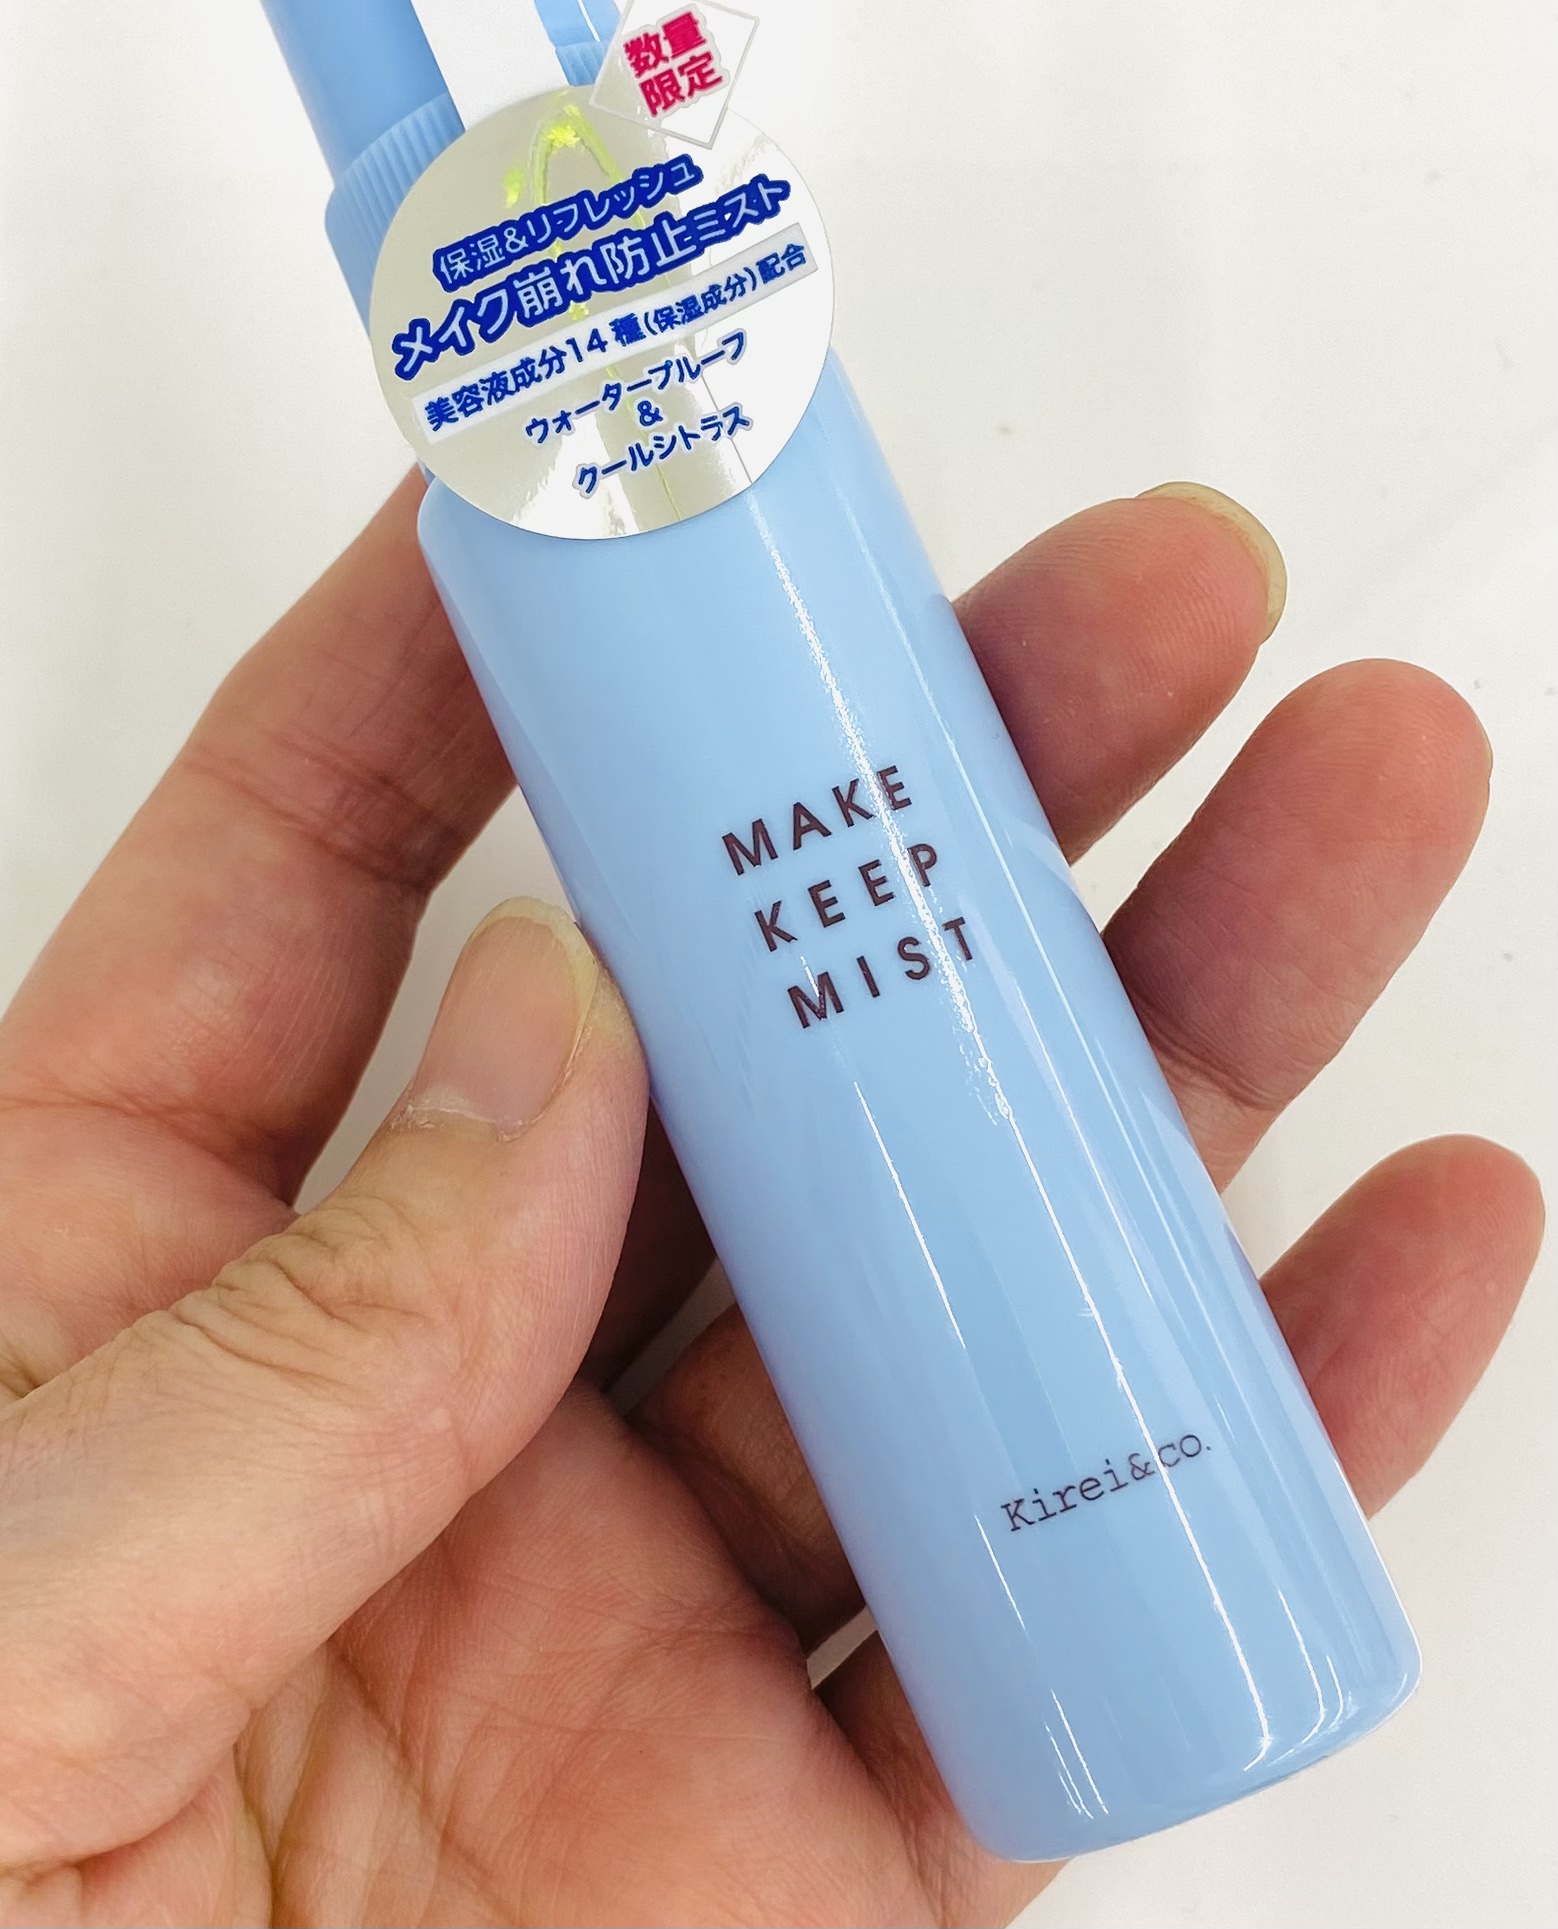 数量
限定
保湿&リフレッシュ
メイク崩れ防止ミスト
美容液成分14種(保湿成分)配合
ウォータープルーフ
&
クールシトラス
MAKE
KEEP
MIST
Kirei&co.